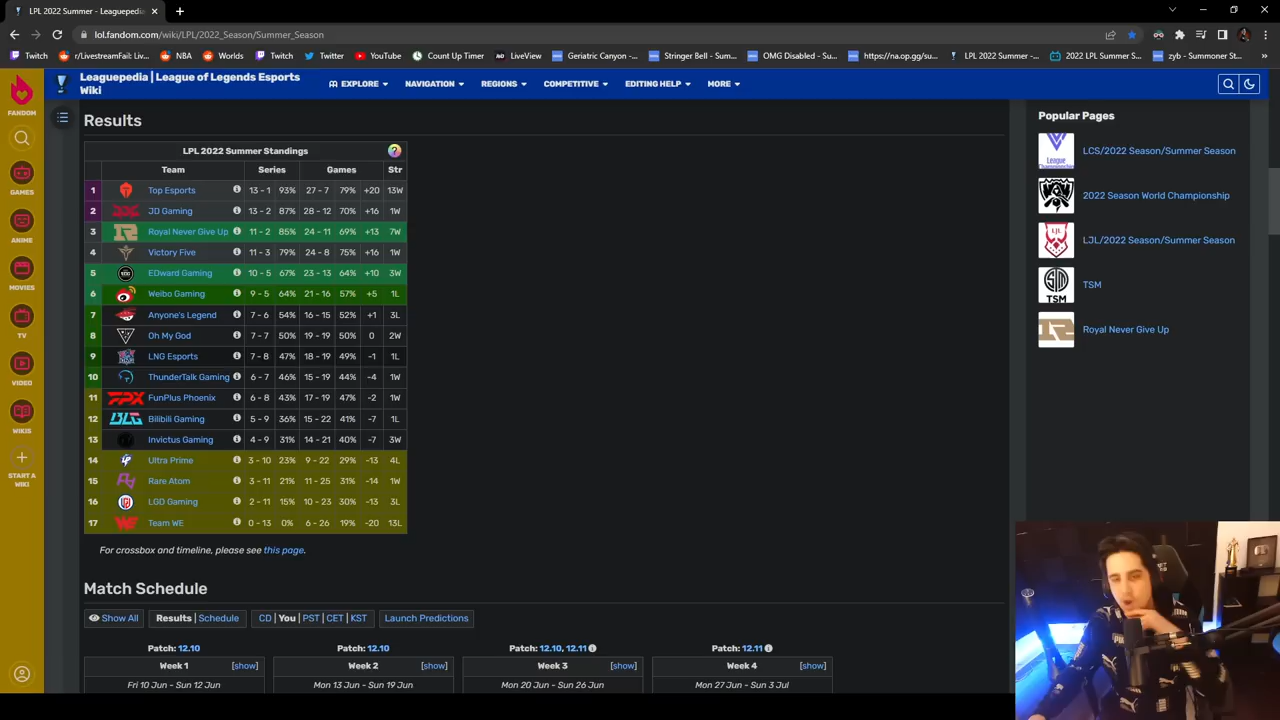 LPL 2022 Summer - Leaguepedia
lol.fandom.com/wiki/LPL/2022_Season/Summer_Season
Twitch
r/LivestreamFail: Livi...
NBA
Worlds
Twitch
Twitter
YouTube
Count Up Timer
LiveView
Geriatric Canyon -...
Stringer Bell - Sum...
OMG Disabled - Su...
https://na.op.gg/su...
LPL 2022 Summer -...
2022 LPL Summer S...
zyb - Summoner St...
Leaguepedia | League of Legends Esports
Wiki
EXPLORE
NAVIGATION
REGIONS
COMPETITIVE
EDITING HELP
MORE
FANDOM
GAMES
ANIME
MOVIES
TV
VIDEO
WIKIS
START A
WIKI
Results
LPL 2022 Summer Standings
Team Series Games Str
1 Top Esports 13 - 1 93% 27 - 7 79% +20 13W
2 JD Gaming 13 - 2 87% 28 - 12 70% +16 1W
3 Royal Never Give Up 11 - 2 85% 24 - 11 69% +13 7W
4 Victory Five 11 - 3 79% 24 - 8 75% +16 1W
5 EDward Gaming 10 - 5 67% 23 - 13 64% +10 3W
6 Weibo Gaming 9 - 5 64% 21 - 16 57% +5 1L
7 Anyone's Legend 7 - 6 54% 16 - 15 52% +1 3L
8 Oh My God 7 - 7 50% 19 - 19 50% 0 2W
9 LNG Esports 7 - 8 47% 18 - 19 49% -1 1L
10 ThunderTalk Gaming 6 - 7 46% 15 - 19 44% -4 1W
11 FPX FunPlus Phoenix 6 - 8 43% 17 - 19 47% -2 1W
12 BLG Bilibili Gaming 5 - 9 36% 15 - 22 41% -7 1L
13 Invictus Gaming 4 - 9 31% 14 - 21 40% -7 3W
14 Ultra Prime 3 - 10 23% 9 - 22 29% -13 4L
15 Rare Atom 3 - 11 21% 11 - 25 31% -14 1W
16 LGD Gaming 2 - 11 15% 10 - 23 30% -13 3L
17 Team WE 0 - 13 0% 6 - 26 19% -20 13L
For crossbox and timeline, please see this page.
Match Schedule
Show All
Results | Schedule
CD | You | PST | CET | KST
Launch Predictions
Patch: 12.10
Week 1 [show]
Fri 10 Jun - Sun 12 Jun
Patch: 12.10
Week 2 [show]
Mon 13 Jun - Sun 19 Jun
Patch: 12.10, 12.11
Week 3 [show]
Mon 20 Jun - Sun 26 Jun
Patch: 12.11
Week 4 [show]
Mon 27 Jun - Sun 3 Jul
Popular Pages
LCS/2022 Season/Summer Season
2022 Season World Championship
LJL/2022 Season/Summer Season
TSM
TSM
Royal Never Give Up